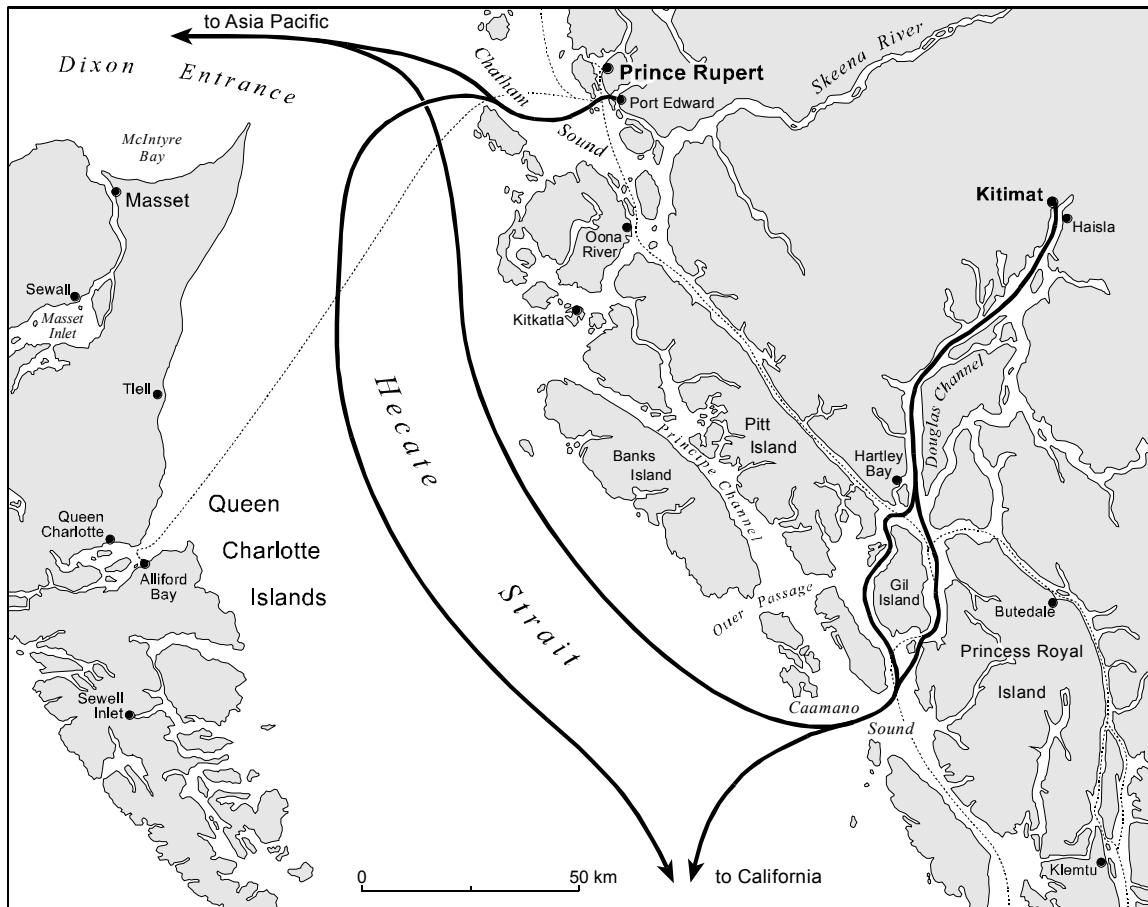 to Asia Pacific
Dixon Entrance
Chatham
Sound
Prince Rupert
Port Edward
Skeena River
McIntyre
Bay
Masset
Kitimat
Haisla
Oona
River
Sewall
Masset
Inlet
Kitkatla
Tlell
Hecate
Strait
Principe Channel
Pitt
Island
Banks
Island
Douglas Channel
Hartley
Bay
Queen
Charlotte
Queen
Charlotte
Islands
Alliford
Bay
Otter Passage
Gil
Island
Butedale
Princess Royal
Island
Sewell
Inlet
Caamano
Sound
0
50 km
to California
Klemtu